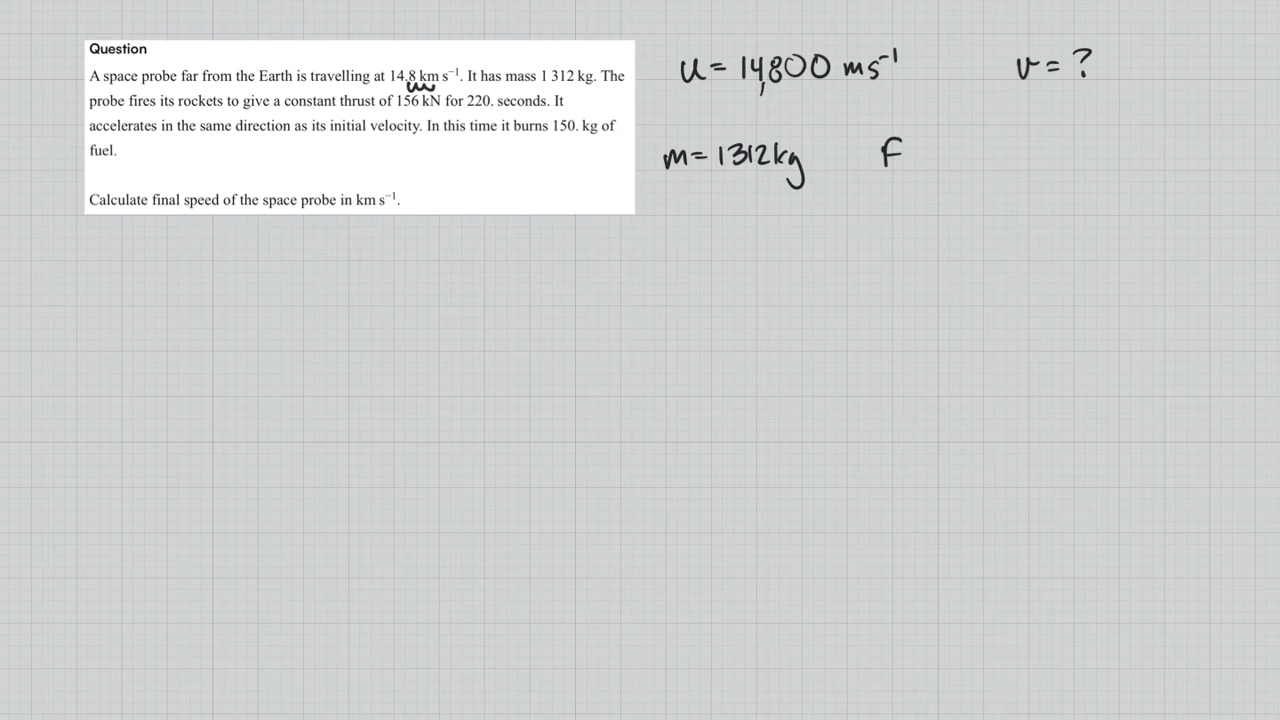 Question
A space probe far from the Earth is travelling at 14.8 km s⁻¹. It has mass 1 312 kg. The
probe fires its rockets to give a constant thrust of 156 kN for 220. seconds. It
accelerates in the same direction as its initial velocity. In this time it burns 150. kg of
fuel.
Calculate final speed of the space probe in km s⁻¹.
u = 14,800 ms⁻¹
v = ?
m = 1312kg
F